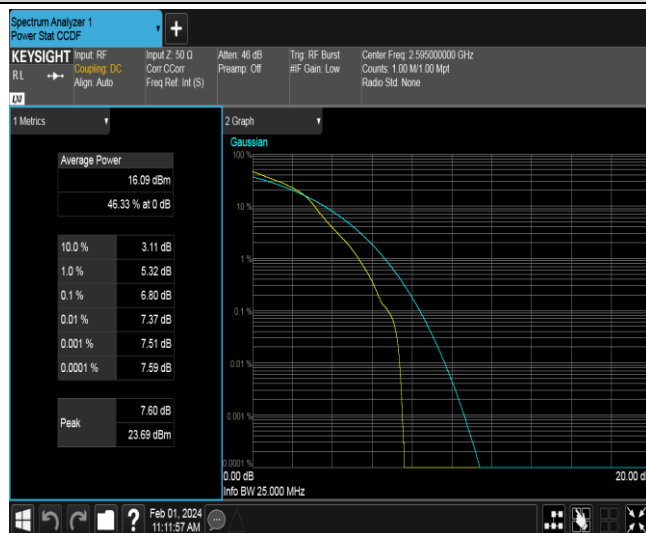 Spectrum Analyzer 1
Power Stat CCDF
+
KEYSIGHT
RL
LXI
Input: RF
Coupling: DC
Align: Auto
Input Z: 50 Ω
Corr CCorr
Freq Ref: Int (S)
Atten: 46 dB
Preamp: Off
Trig: RF Burst
#IF Gain: Low
Center Freq: 2.595000000 GHz
Counts: 1.00 M/1.00 Mpt
Radio Std: None
1 Metrics
Average Power
16.09 dBm
46.33 % at 0 dB
10.0 % 3.11 dB
1.0 % 5.32 dB
0.1 % 6.80 dB
0.01 % 7.37 dB
0.001 % 7.51 dB
0.0001 % 7.59 dB
Peak
7.60 dB
23.69 dBm
2 Graph
Gaussian
100 %
10 %
1 %
0.1 %
0.01 %
0.001 %
0.0001 %
0.00 dB
20.00 d
Info BW 25.000 MHz
?
Feb 01, 2024
11:11:57 AM